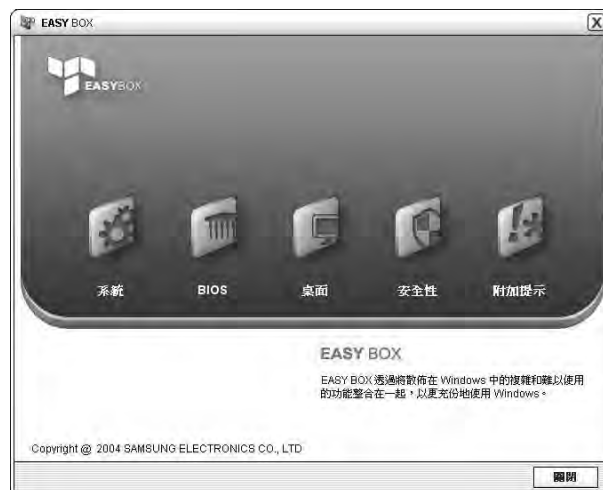 EASY BOX
EASYBOX
系統
BIOS
桌面
安全性
附加提示
EASY BOX
EASY BOX 透過將散佈在 Windows 中的複雜和難以使用
的功能整合在一起，以更充份地使用 Windows。
Copyright @ 2004 SAMSUNG ELECTRONICS CO., LTD
關閉